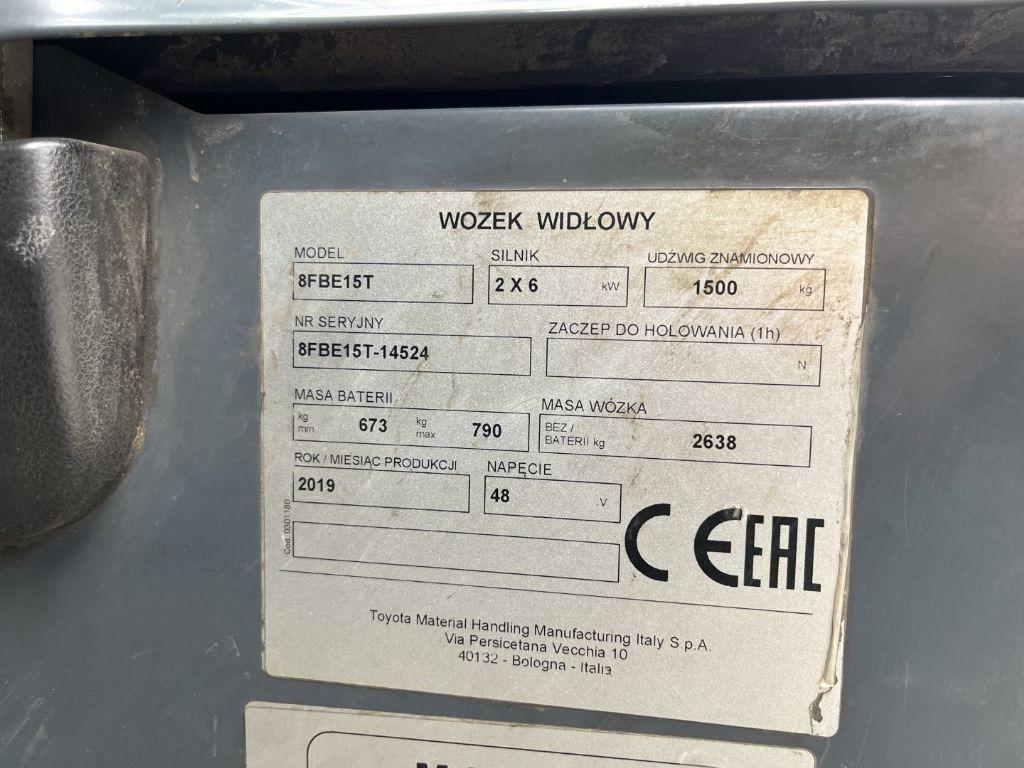 WOZEK WIDŁOWY
MODEL SILNIK UDŹWIG ZNAMIONOWY
8FBE15T 2 X 6 kW 1500 kg
NR SERYJNY ZACZEP DO HOLOWANIA (1h)
8FBE15T-14524 N
MASA BATERII MASA WÓZKA
kg min 673 kg max 790 BEZ / BATERII kg 2638
ROK / MIESIĄC PRODUKCJI NAPĘCIE
2019 48 V
Cod. 0301180
CE EAC
Toyota Material Handling Manufacturing Italy S.p.A.
Via Persicetana Vecchia 10
40132 - Bologna - Italia